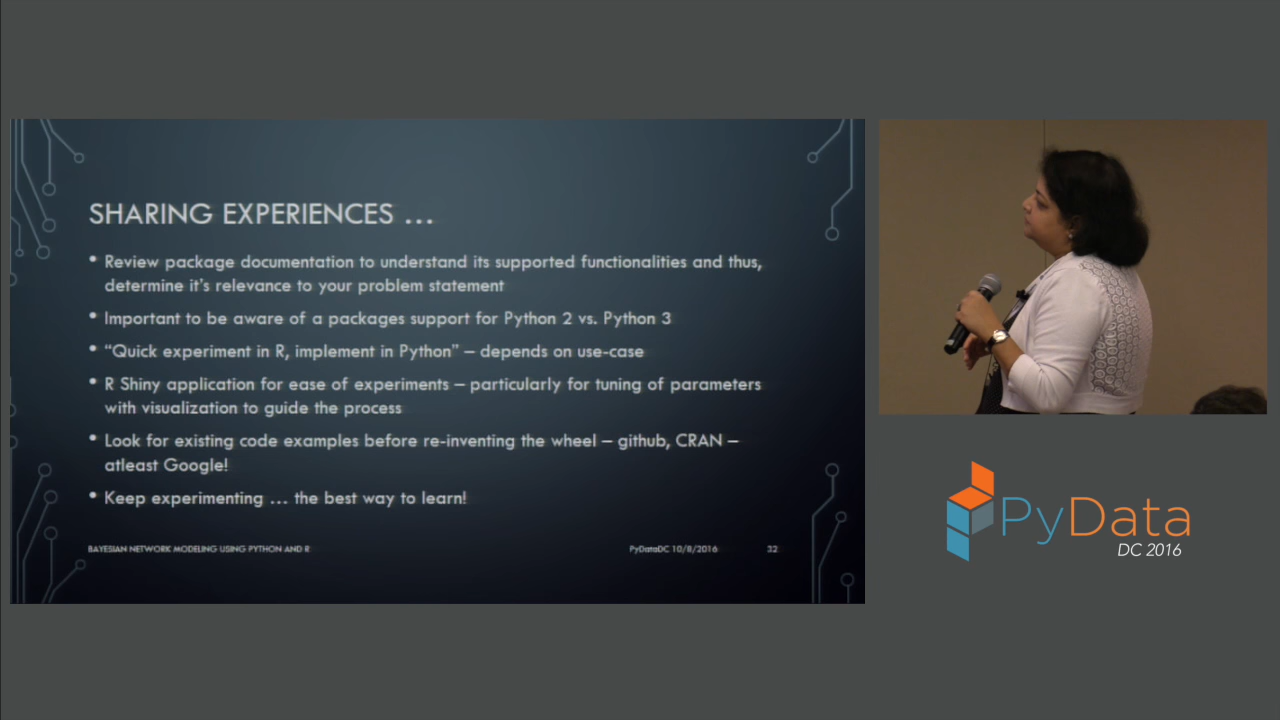 SHARING EXPERIENCES ...
• Review package documentation to understand its supported functionalities and thus,
determine it's relevance to your problem statement
• Important to be aware of a packages support for Python 2 vs. Python 3
• “Quick experiment in R, implement in Python” – depends on use-case
• R Shiny application for ease of experiments – particularly for tuning of parameters
with visualization to guide the process
• Look for existing code examples before re-inventing the wheel – github, CRAN –
atleast Google!
• Keep experimenting ... the best way to learn!
BAYESIAN NETWORK MODELING USING PYTHON AND R
PyDataDC 10/8/2016
32
PyData
DC 2016